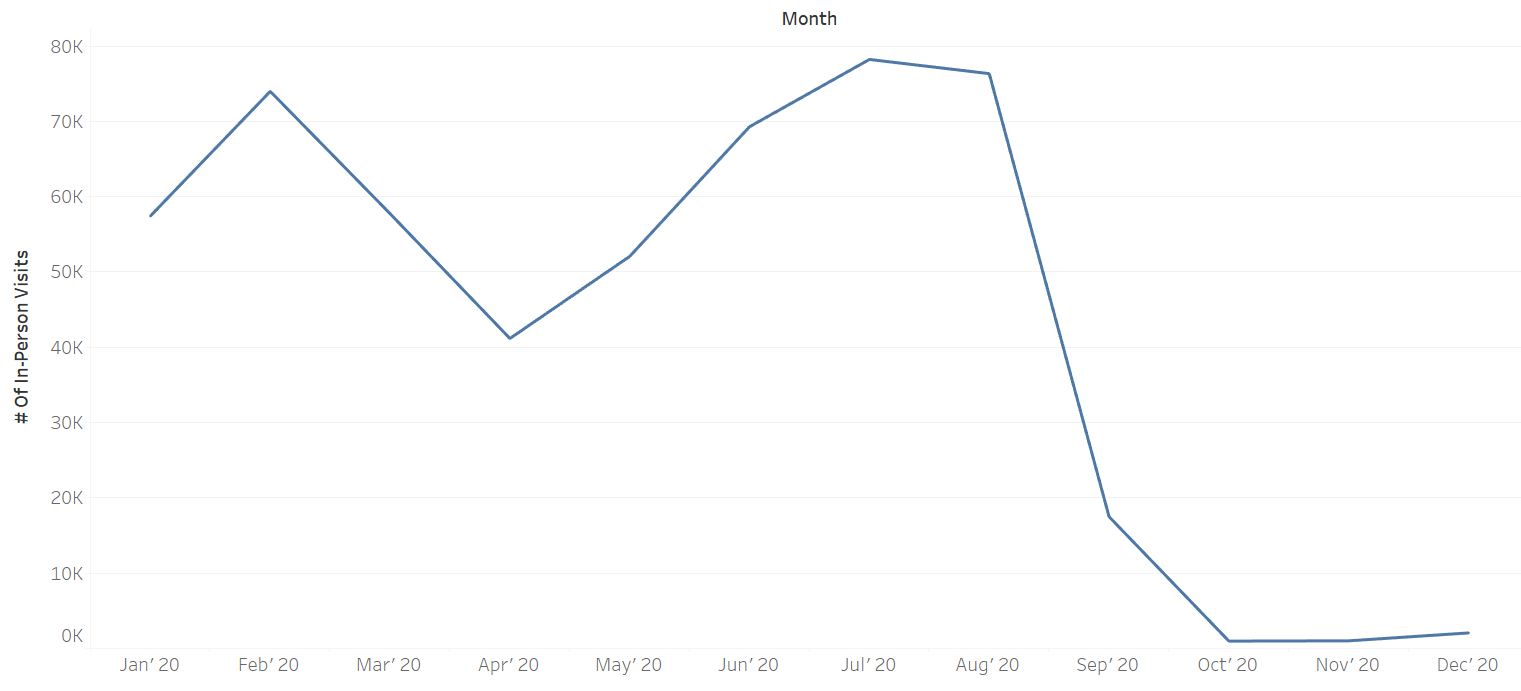 Month
# Of In-Person Visits
80K
70K
60K
50K
40K
30K
20K
10K
0K
Jan' 20 Feb' 20 Mar' 20 Apr' 20 May' 20 Jun' 20 Jul' 20 Aug' 20 Sep' 20 Oct' 20 Nov' 20 Dec' 20